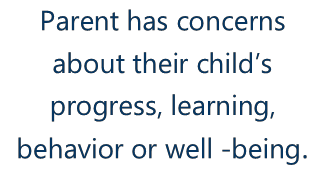 Parent has concerns
about their child’s
progress, learning,
behavior or well -being.